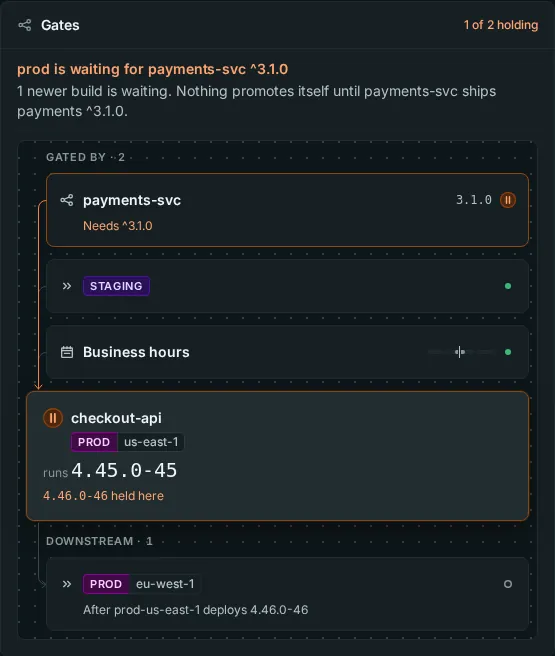 Gates
1 of 2 holding
prod is waiting for payments-svc ^3.1.0
1 newer build is waiting. Nothing promotes itself until payments-svc ships
payments ^3.1.0.
GATED BY · 2
payments-svc
3.1.0
Needs ^3.1.0
STAGING
Business hours
checkout-api
PROD us-east-1
runs 4.45.0-45
4.46.0-46 held here
DOWNSTREAM · 1
PROD eu-west-1
After prod-us-east-1 deploys 4.46.0-46